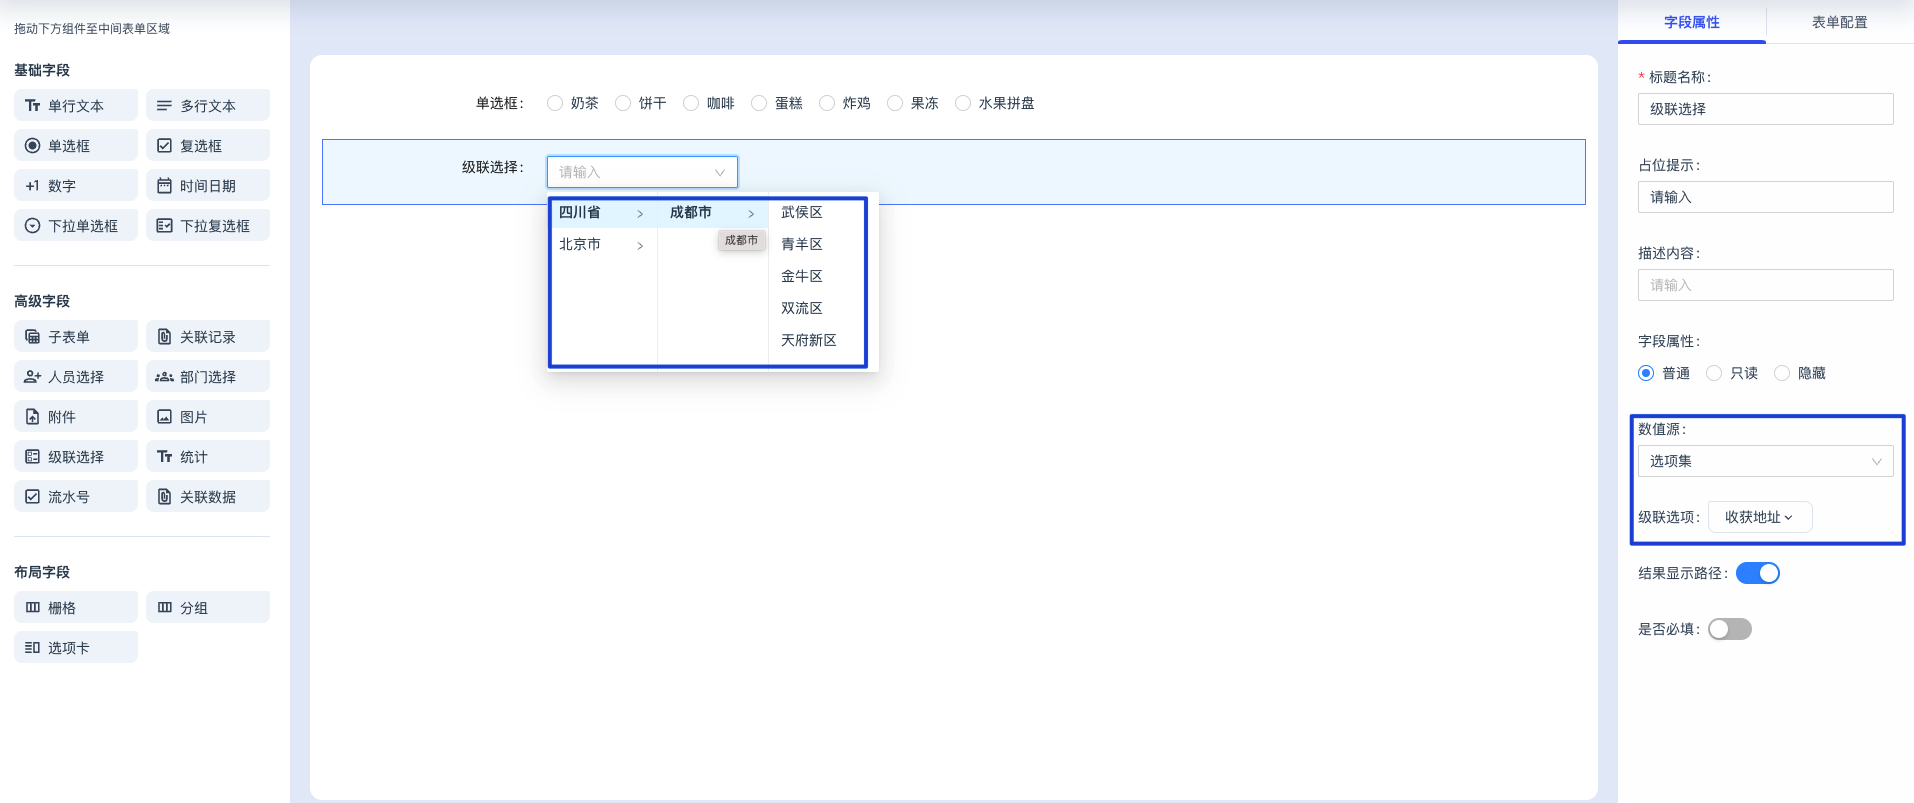 拖动下方组件至中间表单区域
基础字段
单行文本
多行文本
单选框
复选框
+1 数字
时间日期
下拉单选框
下拉复选框
高级字段
子表单
关联记录
人员选择
部门选择
附件
图片
级联选择
统计
流水号
关联数据
布局字段
栅格
分组
选项卡
单选框: 奶茶 饼干 咖啡 蛋糕 炸鸡 果冻 水果拼盘
级联选择: 请输入
四川省
北京市
成都市
成都市
武侯区
青羊区
金牛区
双流区
天府新区
字段属性
表单配置
* 标题名称:
级联选择
占位提示:
请输入
描述内容:
请输入
字段属性:
普通 只读 隐藏
数值源:
选项集
级联选项: 收获地址
结果显示路径:
是否必填: